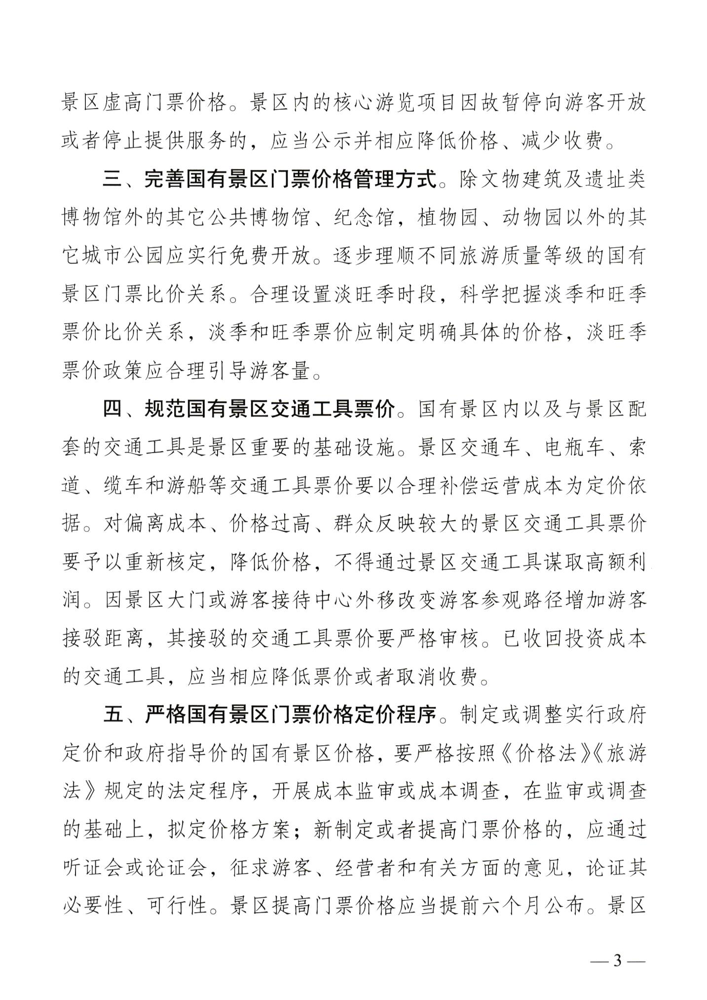 景区虚高门票价格。景区内的核心游览项目因故暂停向游客开放
或者停止提供服务的，应当公示并相应降低价格、减少收费。
三、完善国有景区门票价格管理方式。除文物建筑及遗址类
博物馆外的其它公共博物馆、纪念馆，植物园、动物园以外的其
它城市公园应实行免费开放。逐步理顺不同旅游质量等级的国有
景区门票比价关系。合理设置淡旺季时段，科学把握淡季和旺季
票价比价关系，淡季和旺季票价应制定明确具体的价格，淡旺季
票价政策应合理引导游客量。
四、规范国有景区交通工具票价。国有景区内以及与景区配
套的交通工具是景区重要的基础设施。景区交通车、电瓶车、索
道、缆车和游船等交通工具票价要以合理补偿运营成本为定价依
据。对偏离成本、价格过高、群众反映较大的景区交通工具票价
要予以重新核定，降低价格，不得通过景区交通工具谋取高额利
润。因景区大门或游客接待中心外移改变游客参观路径增加游客
接驳距离，其接驳的交通工具票价要严格审核。已收回投资成本
的交通工具，应当相应降低票价或者取消收费。
五、严格国有景区门票价格定价程序。制定或调整实行政府
定价和政府指导价的国有景区价格，要严格按照《价格法》《旅游
法》规定的法定程序，开展成本监审或成本调查，在监审或调查
的基础上，拟定价格方案；新制定或者提高门票价格的，应通过
听证会或论证会，征求游客、经营者和有关方面的意见，论证其
必要性、可行性。景区提高门票价格应当提前六个月公布。景区
— 3 —